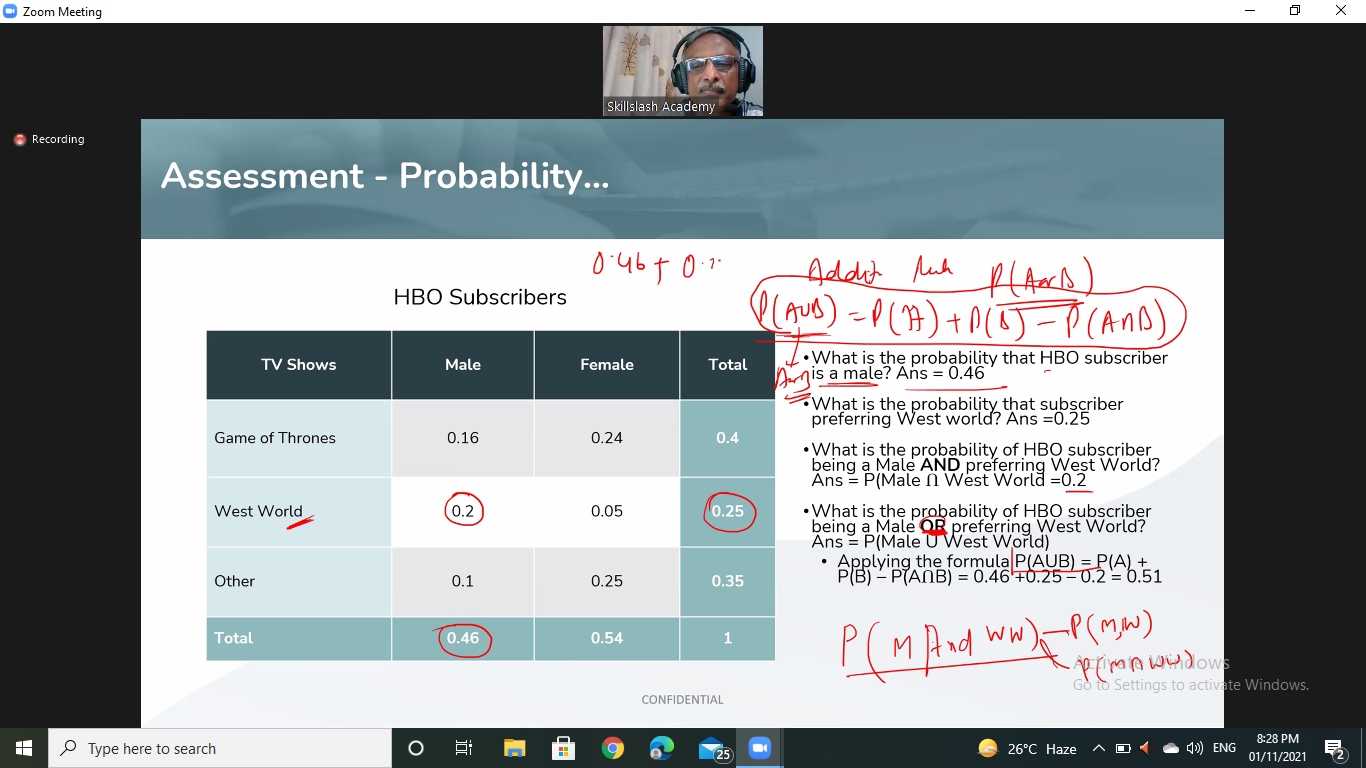 Zoom Meeting
Skillslash Academy
Recording
Assessment - Probability...
0.46 + 0.
P(A or B)
P(AUB) = P(A) + P(B) - P(A∩B)
A or B
HBO Subscribers
TV Shows Male Female Total
Game of Thrones 0.16 0.24 0.4
West World 0.2 0.05 0.25
Other 0.1 0.25 0.35
Total 0.46 0.54 1
•What is the probability that HBO subscriber
is a male? Ans = 0.46
•What is the probability that subscriber
preferring West world? Ans =0.25
•What is the probability of HBO subscriber
being a Male AND preferring West World?
Ans = P(Male Ω West World =0.2
•What is the probability of HBO subscriber
being a Male OR preferring West World?
Ans = P(Male U West World)
• Applying the formula P(AUB) = P(A) +
P(B) – P(AΩB) = 0.46 +0.25 – 0.2 = 0.51
P(M And WW) P(M, W)
P(M∩WW)
CONFIDENTIAL
Activate Windows
Go to Settings to activate Windows.
Type here to search
25
26°C Haze
ENG
8:28 PM
01/11/2021
2